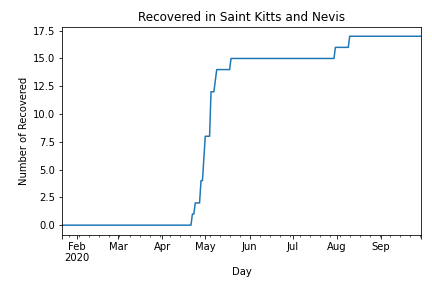 Recovered in Saint Kitts and Nevis
Number of Recovered
17.5
15.0
12.5
10.0
7.5
5.0
2.5
0.0
Feb Mar Apr May Jun Jul Aug Sep
2020
Day